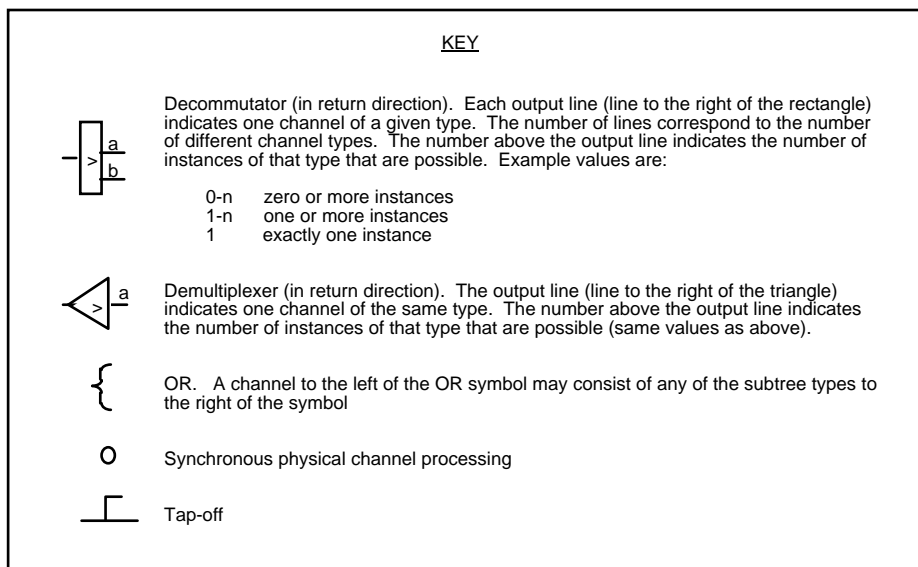 KEY
Decommutator (in return direction).  Each output line (line to the right of the rectangle)
indicates one channel of a given type.  The number of lines correspond to the number
of different channel types.  The number above the output line indicates the number of
instances of that type that are possible.  Example values are:
> a
b
0-n zero or more instances
1-n one or more instances
1 exactly one instance
> a
Demultiplexer (in return direction).  The output line (line to the right of the triangle)
indicates one channel of the same type.  The number above the output line indicates
the number of instances of that type that are possible (same values as above).
OR.  A channel to the left of the OR symbol may consist of any of the subtree types to
the right of the symbol
Synchronous physical channel processing
Tap-off